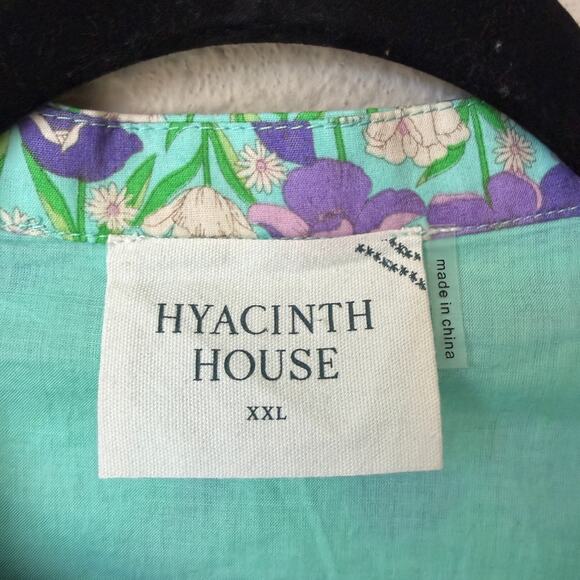 HYACINTH
HOUSE
XXL
made in china